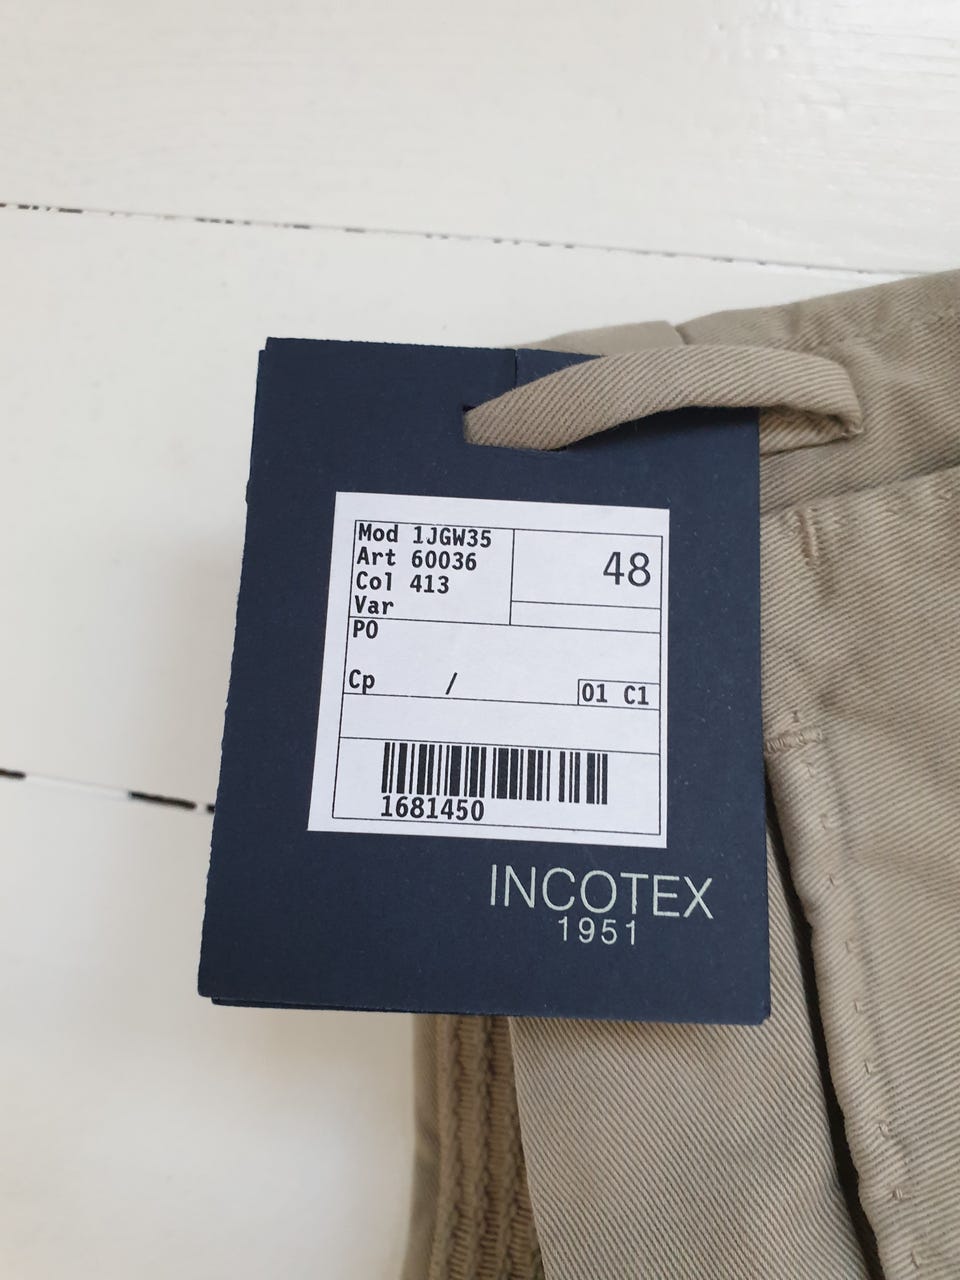 Mod 1JGW35
Art 60036
Col 413
Var
48
PO
Cp /
01 C1
1681450
INCOTEX
1951